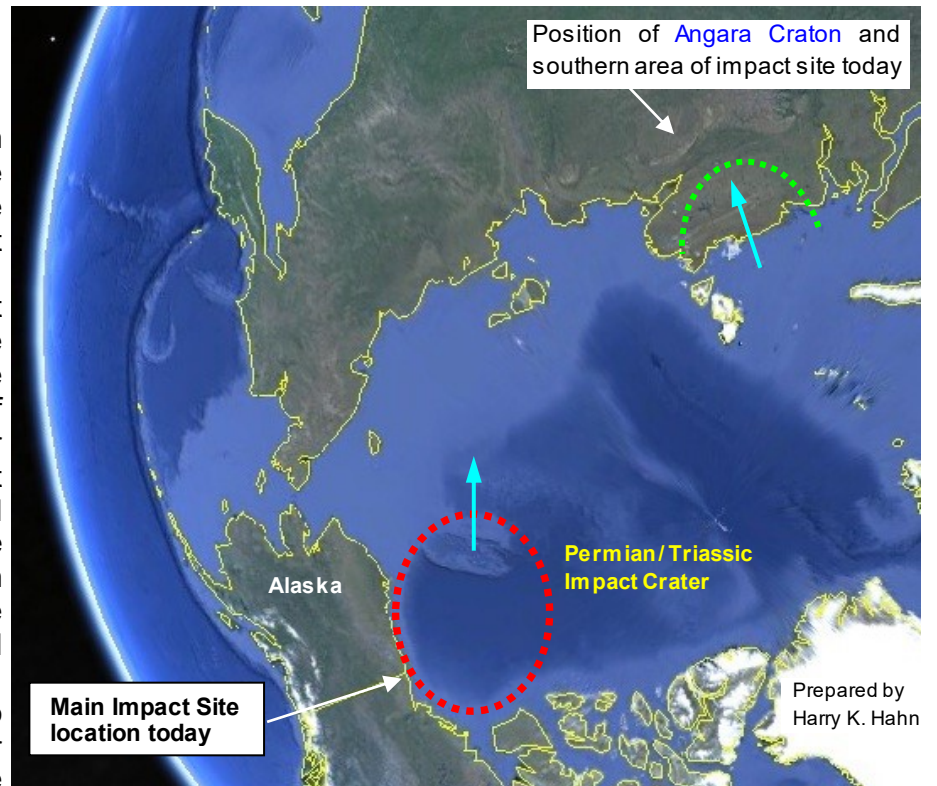 Position of Angara Craton and
southern area of impact site today
Permian / Triassic
Impact Crater
Alaska
Main Impact Site
location today
Prepared by
Harry K. Hahn